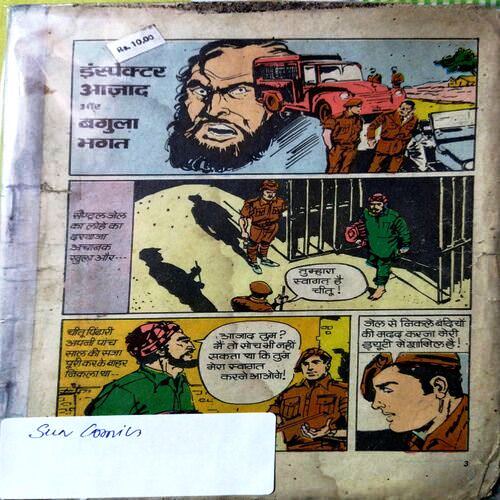 Rs. 10.00
इंस्पेक्टर
आज़ाद
और
बगुला
भगत
सैण्ट्रल जेल
का लोहे का
दरवाजा
अचानक
खुला और---
तुम्हारा
स्वागत है
चीतू!
चीतू पिंडारी
अपनी पांच
साल की सजा
पूरी करके बाहर
निकला था--
आजाद तुम?
मैं तो सोच भी नहीं
सकता था कि तुम
मेरा स्वागत
करने आओगे!
जेल से निकले बंदियों
की मदद करना मेरी
ड्यूटी में शामिल है!
Sun Comics
3